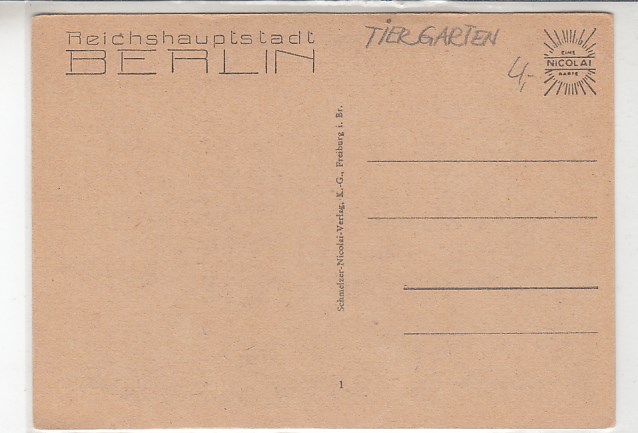 Reichshauptstadt
BERLIN
TIERGARTEN
4,-
EINE
NICOLAI
KARTE
Schmelzer-Nicolai-Verlag, K.-G., Freiburg i. Br.
1